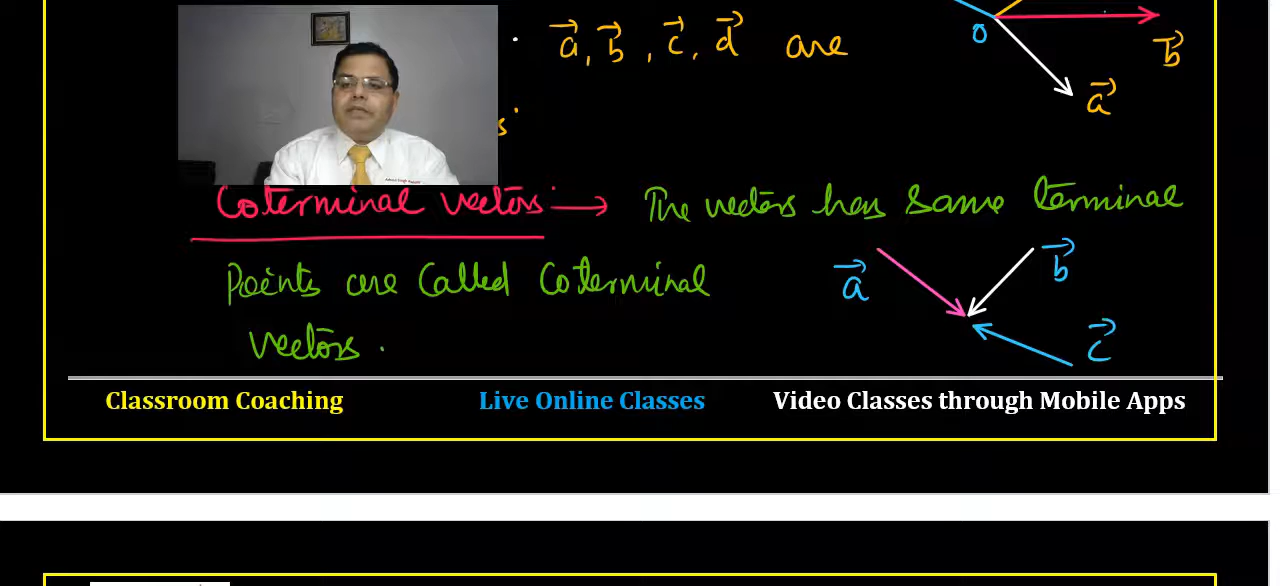 a⃗, b⃗, c⃗, d⃗ are
O
b⃗
a⃗
Coterminal vectors → The vectors has same terminal
a⃗
b⃗
Points are called Coterminal
vectors.
c⃗
Classroom Coaching Live Online Classes Video Classes through Mobile Apps